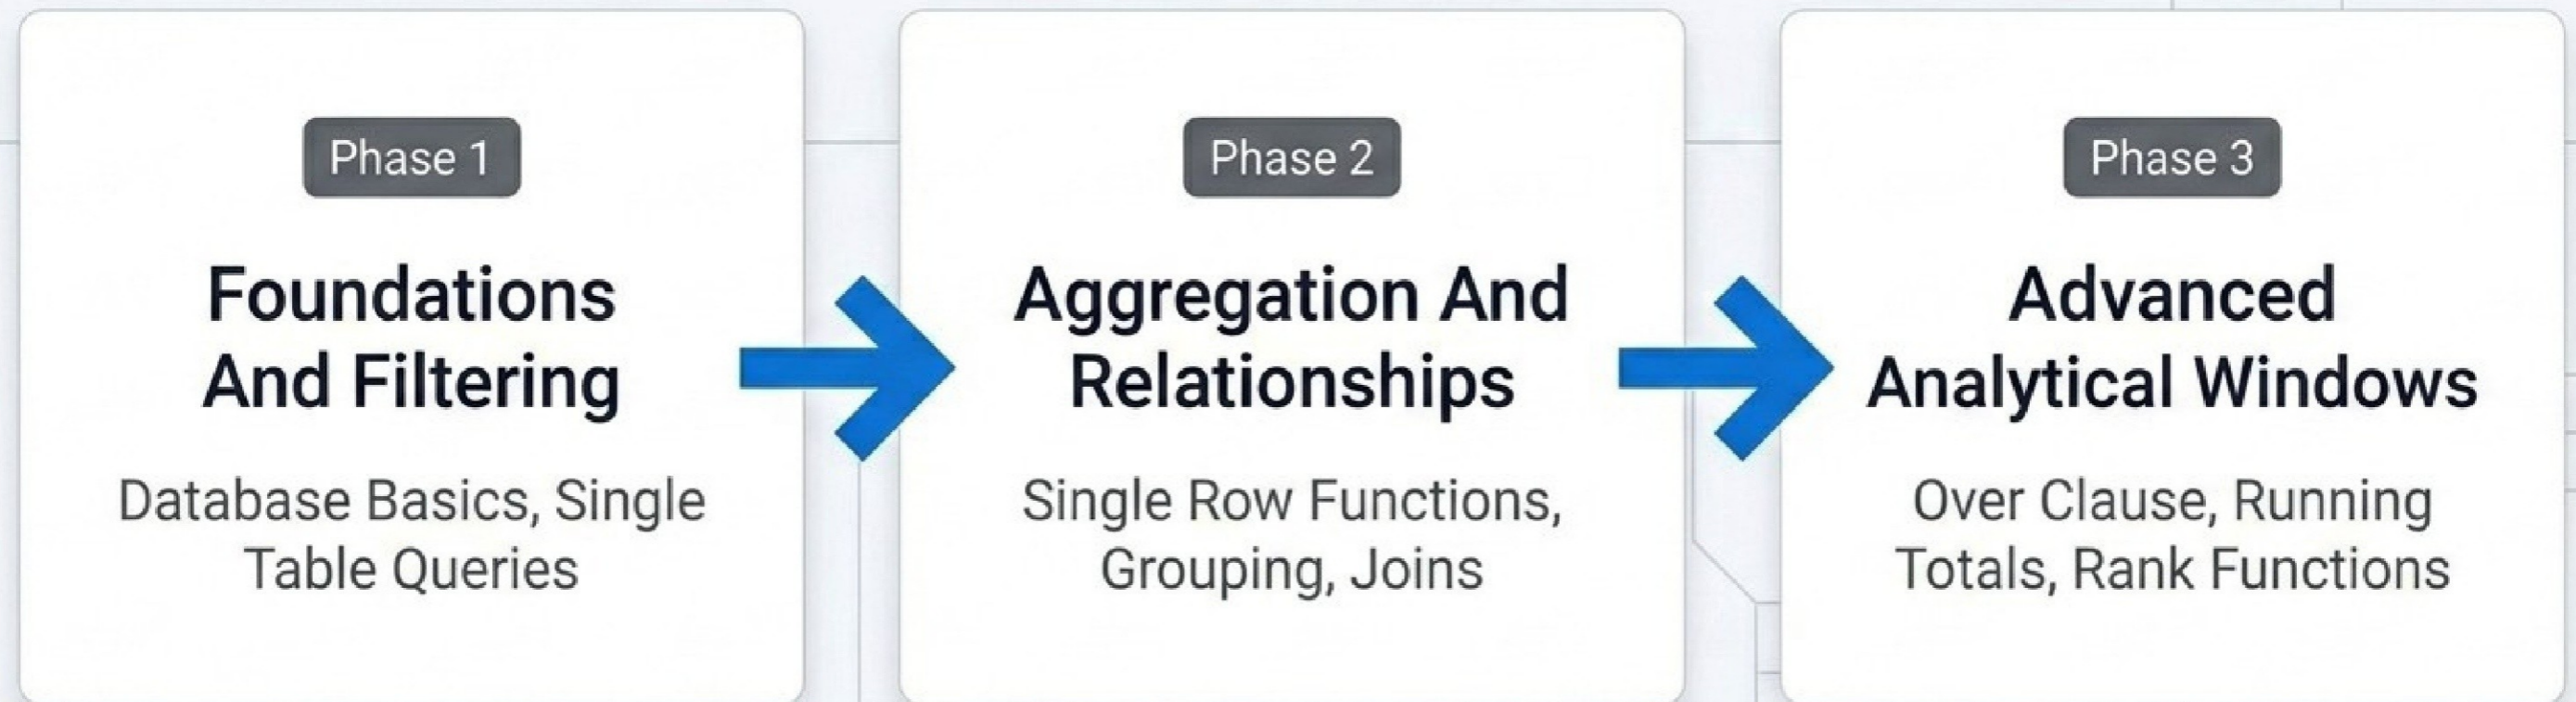 Phase 1
Foundations
And Filtering
Database Basics, Single
Table Queries
Phase 2
Aggregation And
Relationships
Single Row Functions,
Grouping, Joins
Phase 3
Advanced
Analytical Windows
Over Clause, Running
Totals, Rank Functions